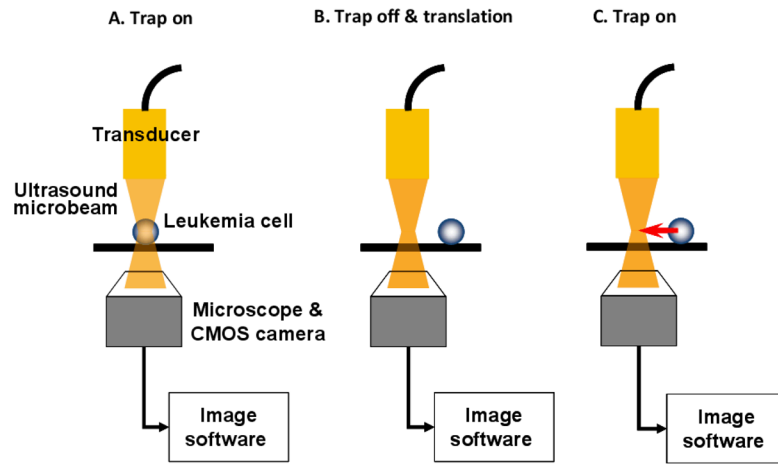 A. Trap on
B. Trap off & translation
C. Trap on
Transducer
Ultrasound
microbeam
Leukemia cell
Microscope &
CMOS camera
Image
software
Image
software
Image
software